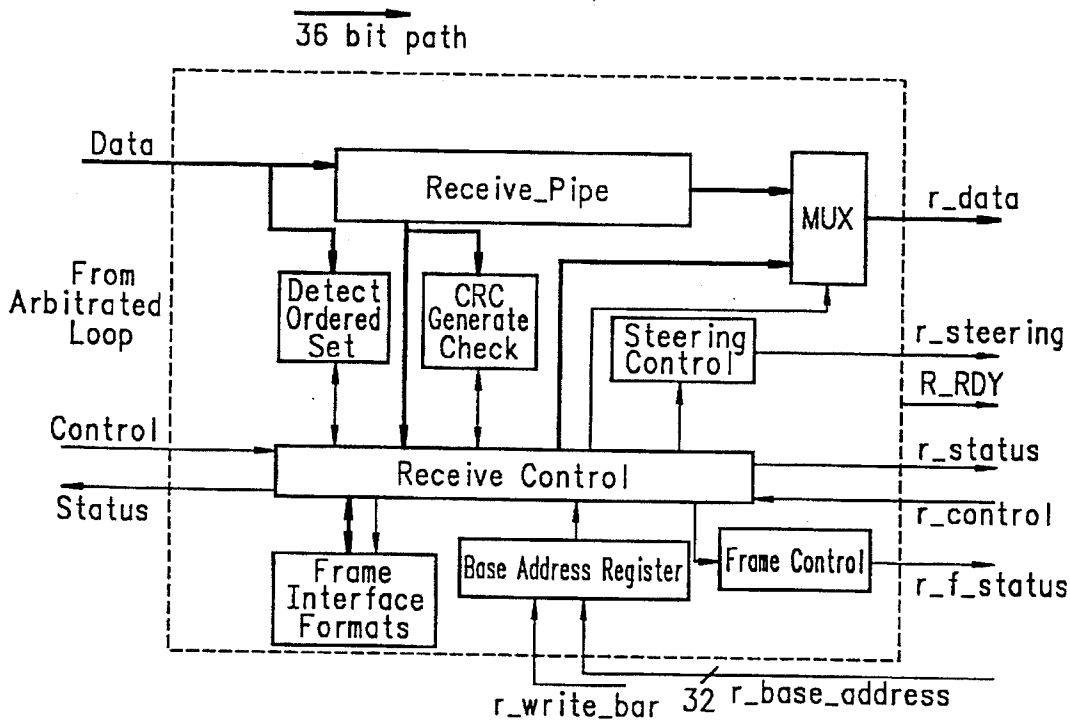 36 bit path
Data
Receive_Pipe
MUX
r_data
From
Arbitrated
Loop
Detect
Ordered
Set
CRC
Generate
Check
Steering
Control
r_steering
R_RDY
Control
Receive Control
r_status
Status
r_control
Frame
Interface
Formats
Base Address Register
Frame Control
r_f_status
r_write_bar
32
r_base_address